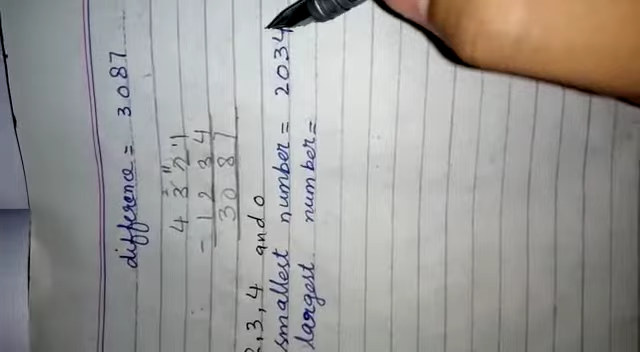 difference = 3087
4 3 2 1
- 1 2 3 4
3 0 8 7
2, 3, 4 and 0
smallest number = 2034
largest number =